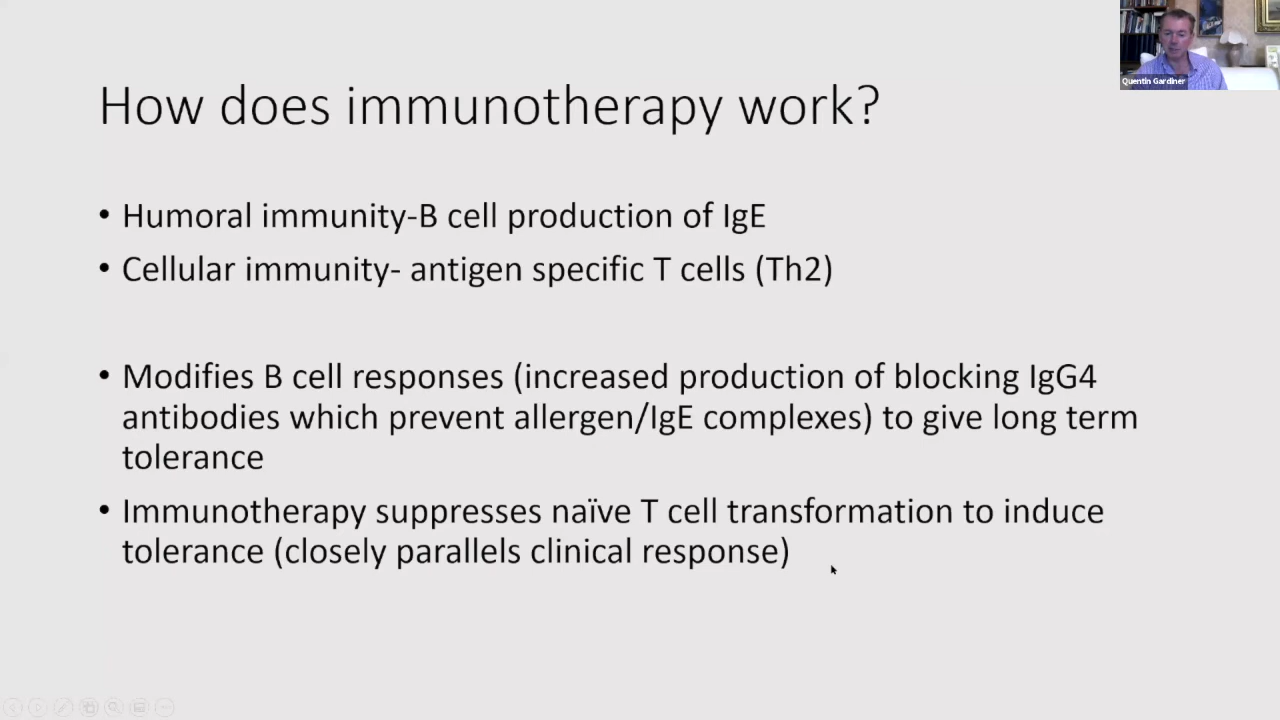 Quentin Gardiner
How does immunotherapy work?
• Humoral immunity-B cell production of IgE
• Cellular immunity- antigen specific T cells (Th2)
• Modifies B cell responses (increased production of blocking IgG4
antibodies which prevent allergen/IgE complexes) to give long term
tolerance
• Immunotherapy suppresses naïve T cell transformation to induce
tolerance (closely parallels clinical response)